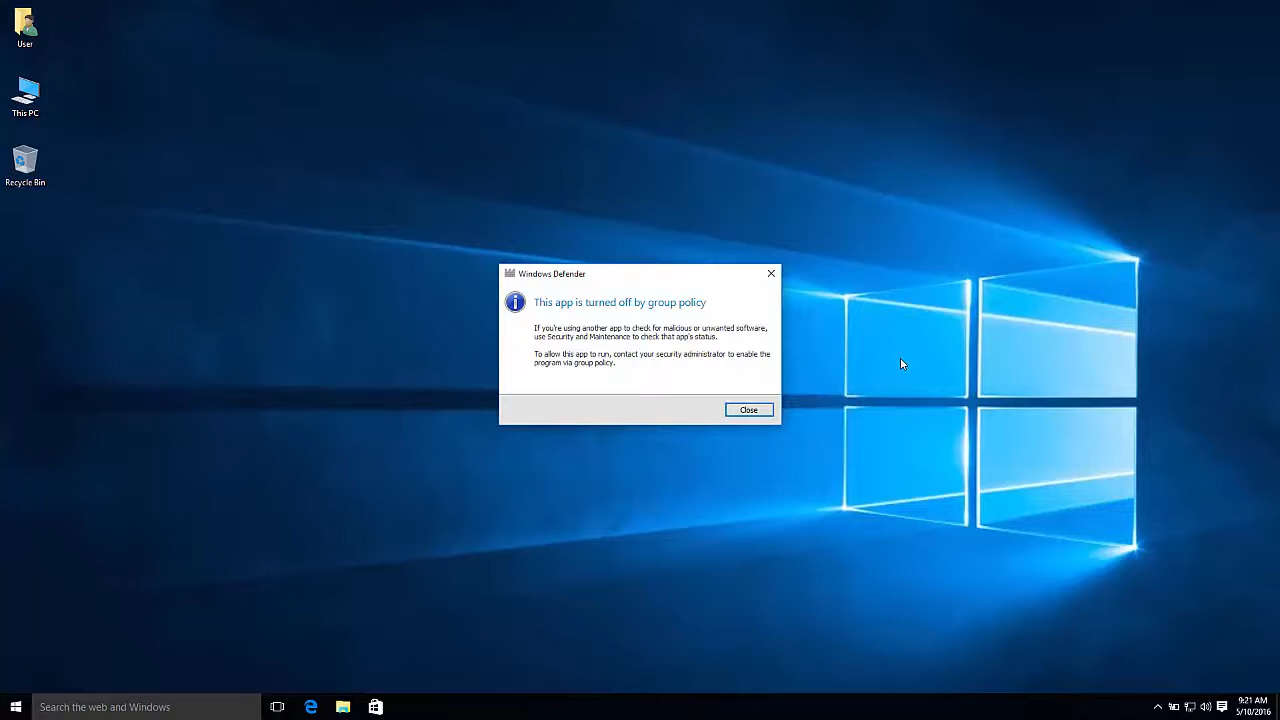 User
This PC
Recycle Bin
Windows Defender
This app is turned off by group policy
If you're using another app to check for malicious or unwanted software,
use Security and Maintenance to check that app's status.
To allow this app to run, contact your security administrator to enable the
program via group policy.
Close
Search the web and Windows
9:21 AM
5/10/2016